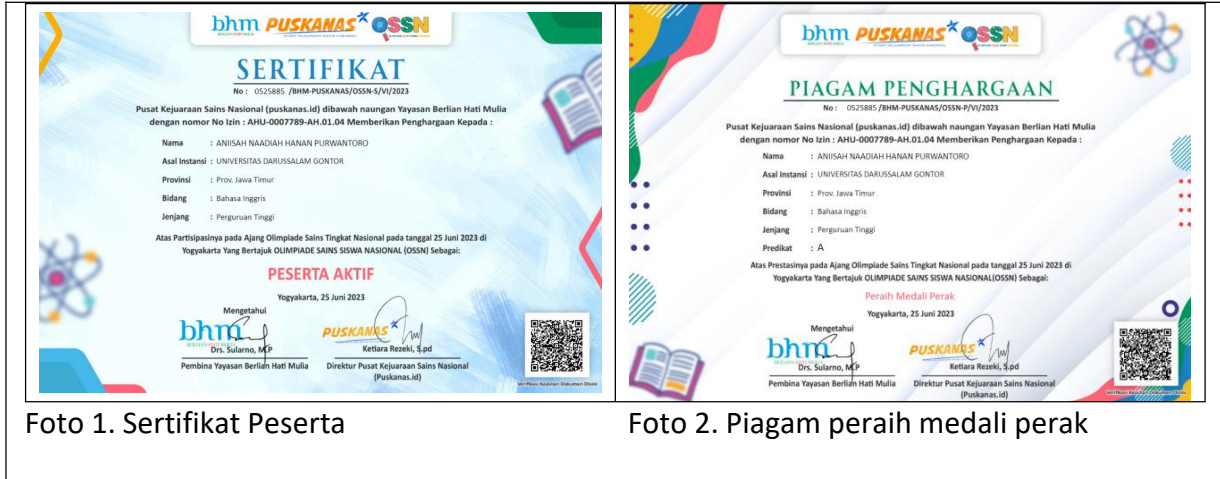 bhm PUSKANAS OSSN
SERTIFIKAT
No : 0525885 /BHM-PUSKANAS/OSSN-S/VI/2023
Pusat Kejuaraan Sains Nasional (puskanas.id) dibawah naungan Yayasan Berlian Hati Mulia
dengan nomor No Izin : AHU-0007789-AH.01.04 Memberikan Penghargaan Kepada :
Nama : ANIISAH NAADIAH HANAN PURWANTORO
Asal Instansi : UNIVERSITAS DARUSSALAM GONTOR
Provinsi : Prov. Jawa Timur
Bidang : Bahasa Inggris
Jenjang : Perguruan Tinggi
Atas Partisipasinya pada Ajang Olimpiade Sains Tingkat Nasional pada tanggal 25 Juni 2023 di
Yogyakarta Yang Bertajuk OLIMPIADE SAINS SISWA NASIONAL (OSSN) Sebagai:
PESERTA AKTIF
Yogyakarta, 25 Juni 2023
Mengetahui
bhm PUSKANAS
Drs. Sularno, M.P Ketiara Rezeki, S.pd
Pembina Yayasan Berlian Hati Mulia Direktur Pusat Kejuaraan Sains Nasional
(Puskanas.id)
Verifikasi Keaslian Dokumen Disini
bhm PUSKANAS OSSN
PIAGAM PENGHARGAAN
No : 0525885 /BHM-PUSKANAS/OSSN-P/VI/2023
Pusat Kejuaraan Sains Nasional (puskanas.id) dibawah naungan Yayasan Berlian Hati Mulia
dengan nomor No Izin : AHU-0007789-AH.01.04 Memberikan Penghargaan Kepada :
Nama : ANIISAH NAADIAH HANAN PURWANTORO
Asal Instansi : UNIVERSITAS DARUSSALAM GONTOR
Provinsi : Prov. Jawa Timur
Bidang : Bahasa Inggris
Jenjang : Perguruan Tinggi
Predikat : A
Atas Prestasinya pada Ajang Olimpiade Sains Tingkat Nasional pada tanggal 25 Juni 2023 di
Yogyakarta Yang Bertajuk OLIMPIADE SAINS SISWA NASIONAL(OSSN) Sebagai:
Peraih Medali Perak
Yogyakarta, 25 Juni 2023
Mengetahui
bhm PUSKANAS
Drs. Sularno, M.P Ketiara Rezeki, S.pd
Pembina Yayasan Berlian Hati Mulia Direktur Pusat Kejuaraan Sains Nasional
(Puskanas.id)
Verifikasi Keaslian Dokumen Disini
Foto 1. Sertifikat Peserta
Foto 2. Piagam peraih medali perak